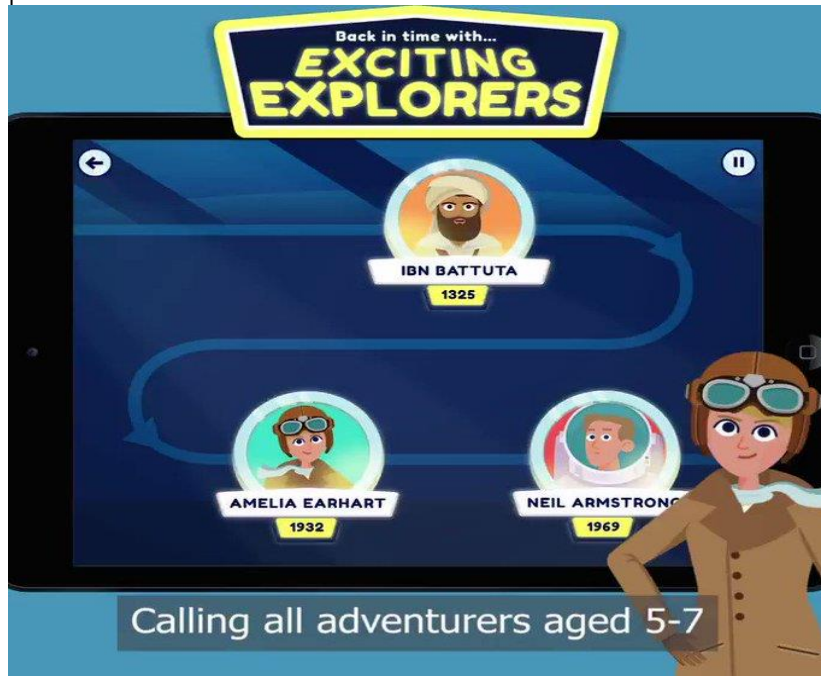 Back in time with...
EXCITING
EXPLORERS
IBN BATTUTA
1325
AMELIA EARHART
1932
NEIL ARMSTRONG
1969
Calling all adventurers aged 5-7